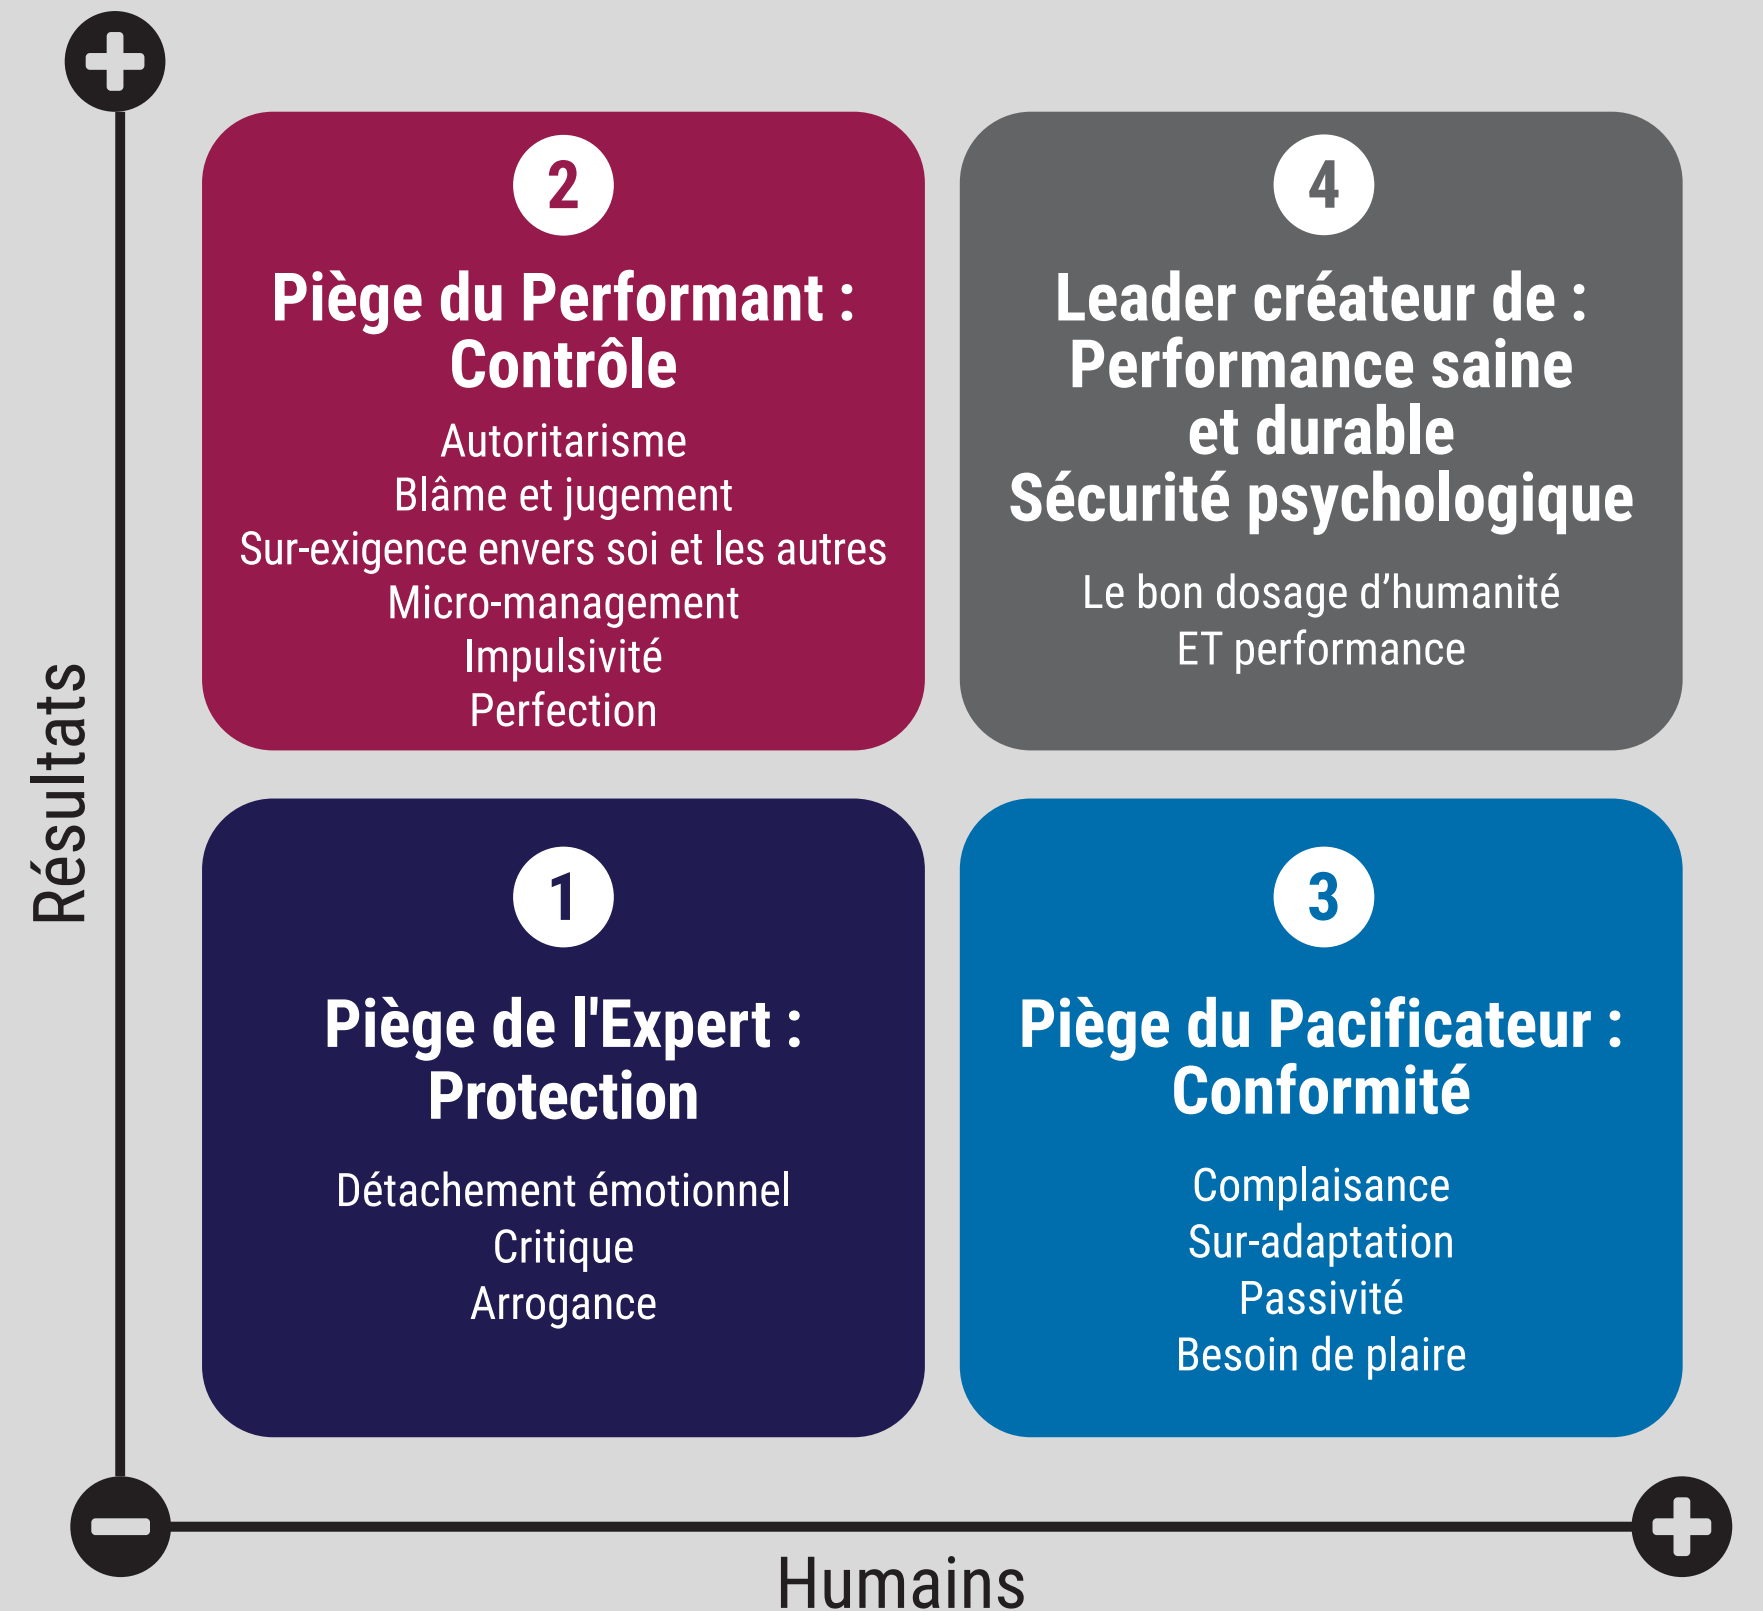 2
Piège du Performant :
Contrôle
Autoritarisme
Blâme et jugement
Sur-exigence envers soi et les autres
Micro-management
Impulsivité
Perfection
4
Leader créateur de :
Performance saine
et durable
Sécurité psychologique
Le bon dosage d’humanité
ET performance
Résultats
1
Piège de l'Expert :
Protection
Détachement émotionnel
Critique
Arrogance
3
Piège du Pacificateur :
Conformité
Complaisance
Sur-adaptation
Passivité
Besoin de plaire
Humains